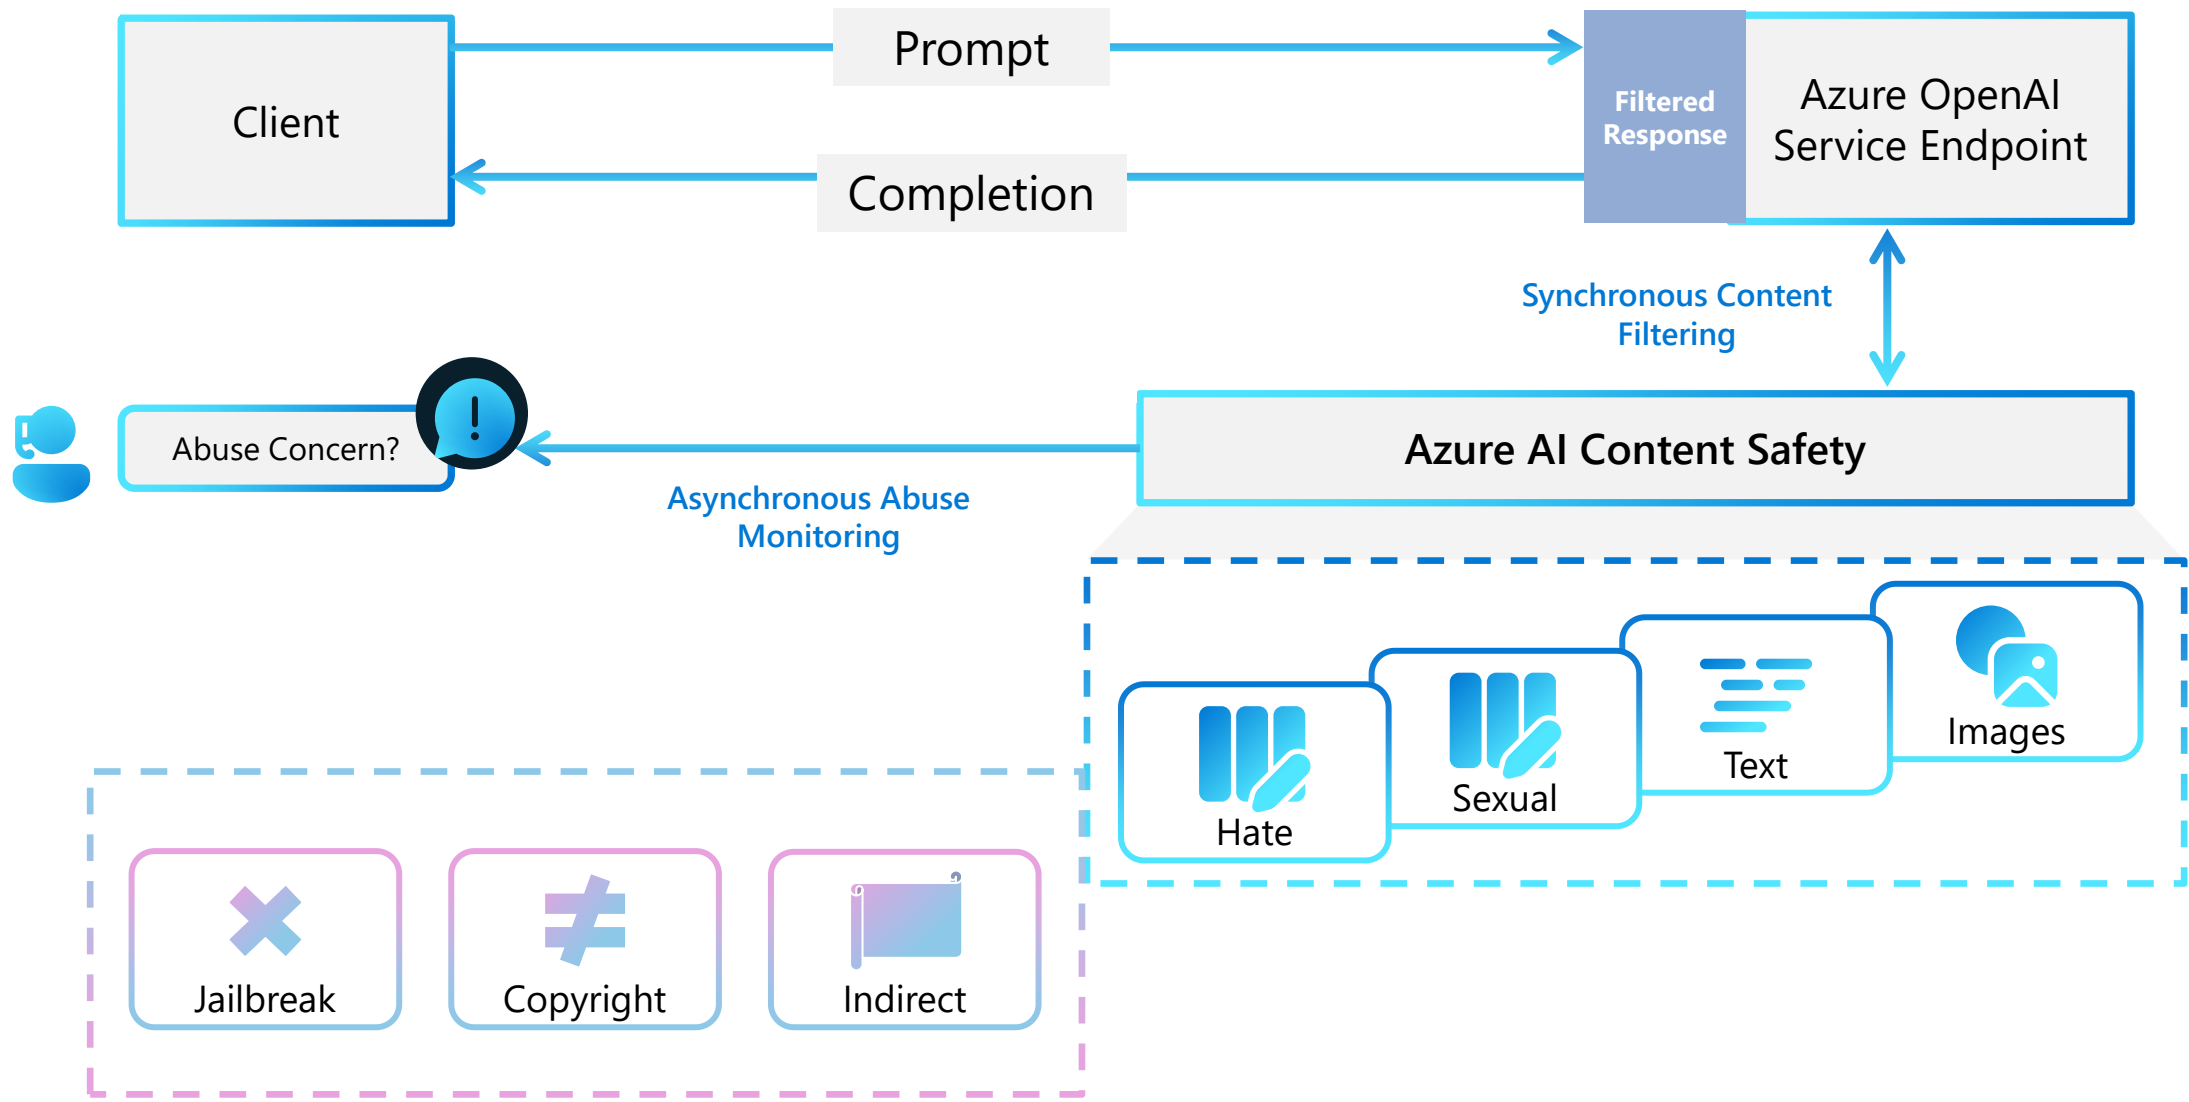 Client
Prompt
Completion
Filtered
Response
Azure OpenAI
Service Endpoint
Synchronous Content
Filtering
Abuse Concern?
Asynchronous Abuse
Monitoring
Azure AI Content Safety
Hate
Sexual
Text
Images
Jailbreak
Copyright
Indirect